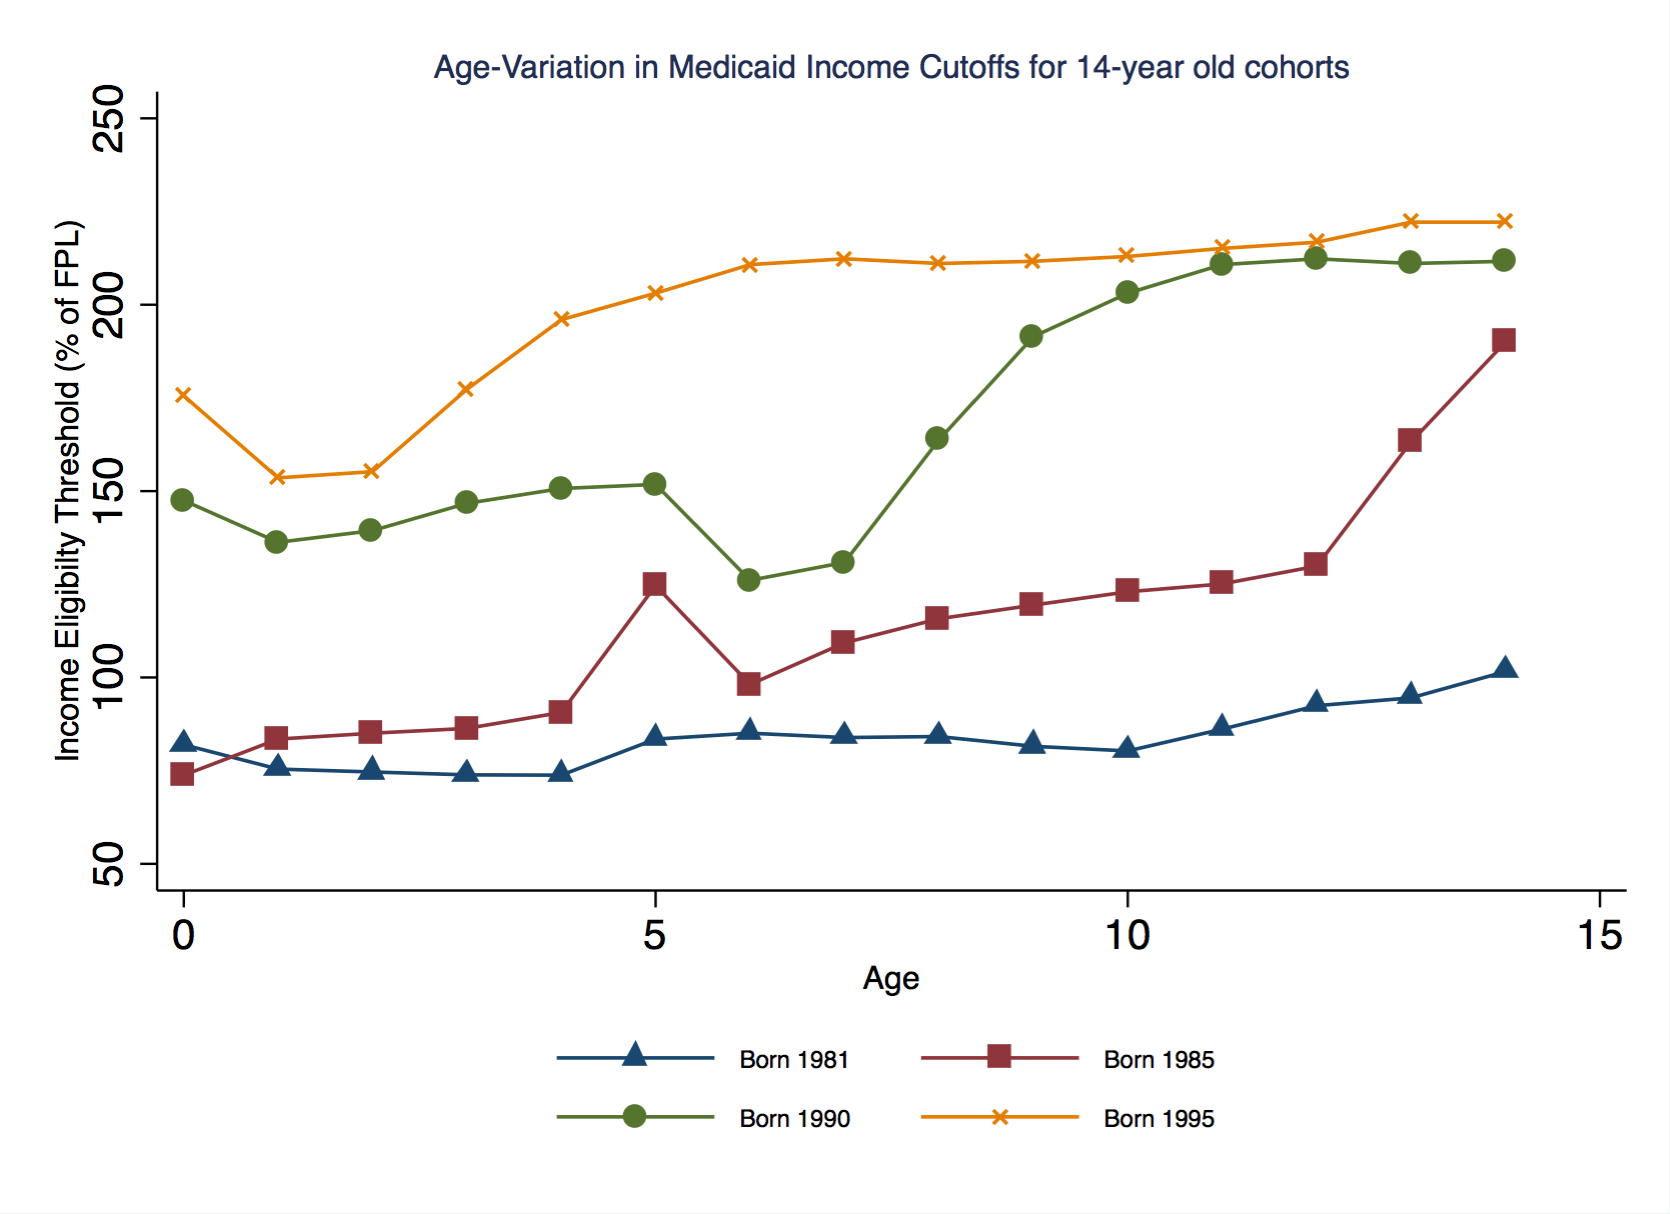 Age-Variation in Medicaid Income Cutoffs for 14-year old cohorts
Income Eligibilty Threshold (% of FPL)
250
200
150
100
50
0 5 10 15
Age
Born 1981 Born 1985
Born 1990 Born 1995